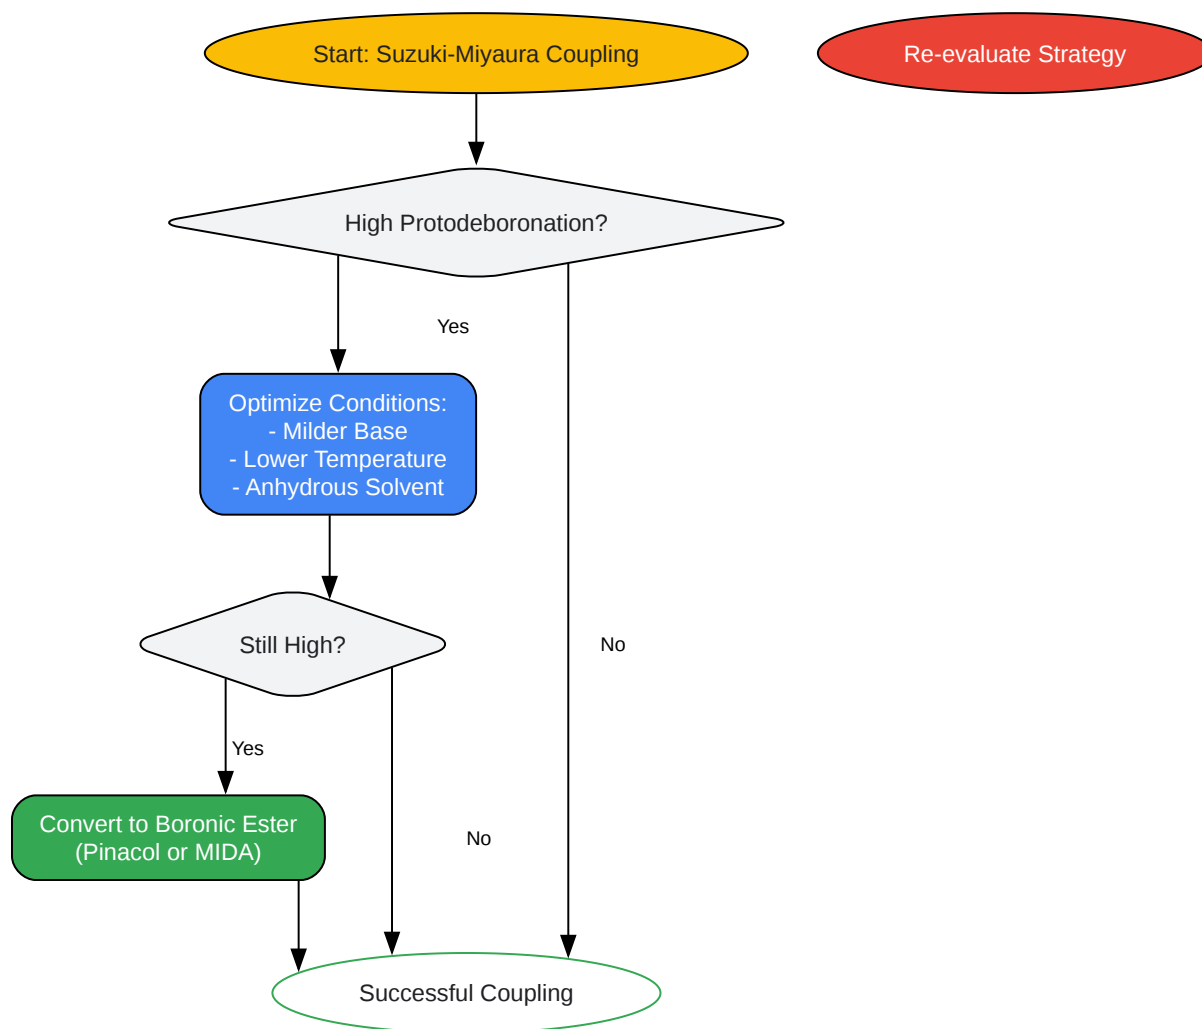 Start: Suzuki-Miyaura Coupling
Re-evaluate Strategy
High Protodeboronation?
Yes
Optimize Conditions:
- Milder Base
- Lower Temperature
- Anhydrous Solvent
Still High?
No
Yes
Convert to Boronic Ester
(Pinacol or MIDA)
No
Successful Coupling